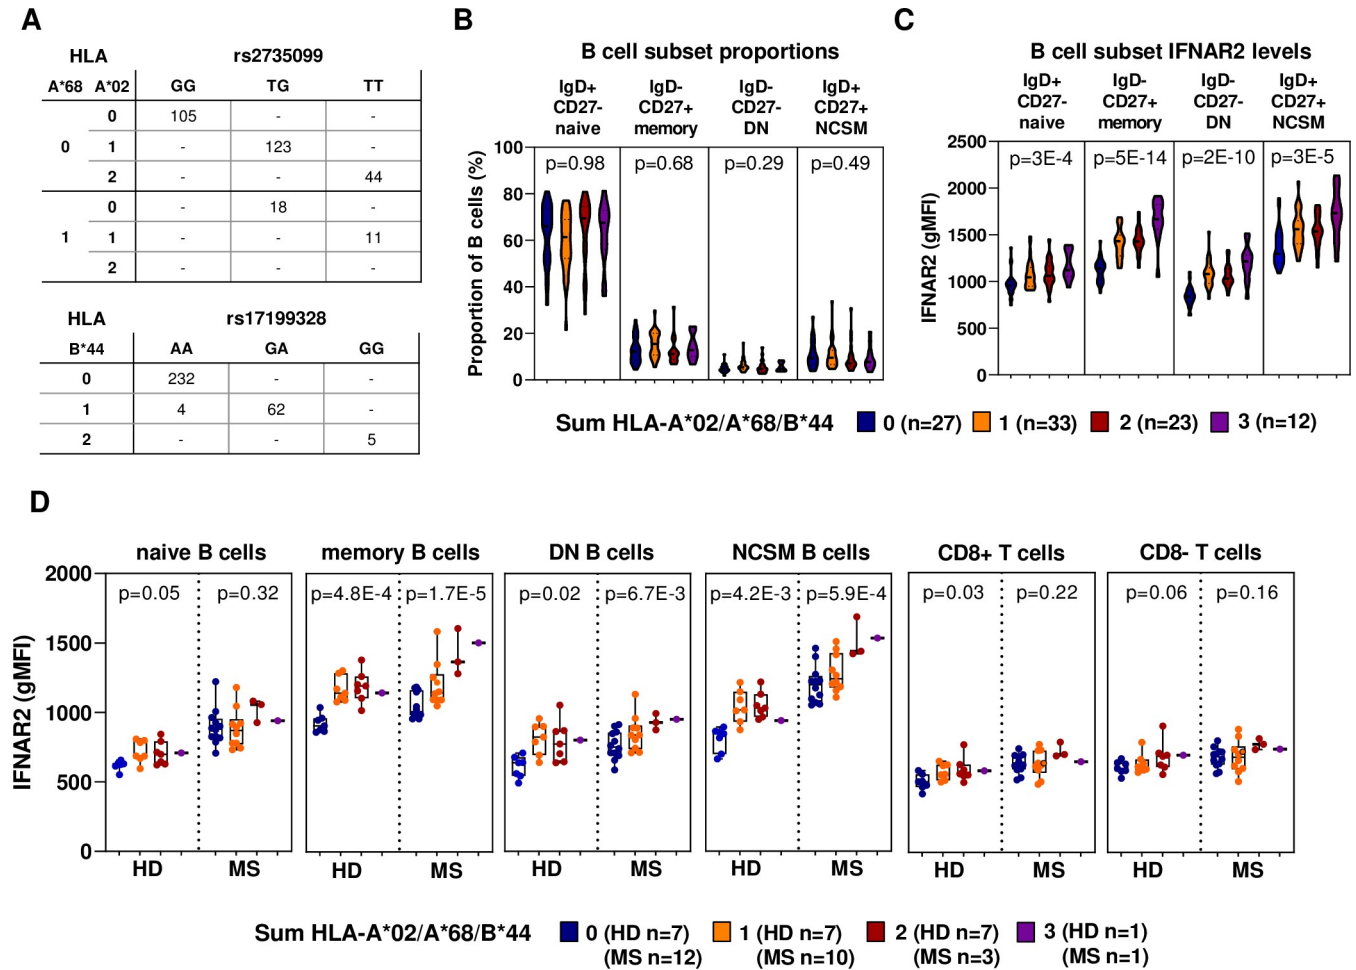 A
HLA rs2735099
A*68 A*02 GG TG TT
0 105 - -
0 1 - 123 -
2 - - 44
0 - 18 -
1 1 - - 11
2 - - -
HLA rs17199328
B*44 AA GA GG
0 232 - -
1 4 62 -
2 - - 5
B
B cell subset proportions
IgD+ IgD- IgD- IgD+
CD27- CD27+ CD27- CD27+
naive memory DN NCSM
p=0.98 p=0.68 p=0.29 p=0.49
Proportion of B cells (%)
100
80
60
40
20
0
C
B cell subset IFNAR2 levels
IgD+ IgD- IgD- IgD+
CD27- CD27+ CD27- CD27+
naive memory DN NCSM
p=3E-4 p=5E-14 p=2E-10 p=3E-5
IFNAR2 (gMFI)
2500
2000
1500
1000
500
0
Sum HLA-A*02/A*68/B*44 0 (n=27) 1 (n=33) 2 (n=23) 3 (n=12)
D
naive B cells memory B cells DN B cells NCSM B cells CD8+ T cells CD8- T cells
p=0.05 p=0.32 p=4.8E-4 p=1.7E-5 p=0.02 p=6.7E-3 p=4.2E-3 p=5.9E-4 p=0.03 p=0.22 p=0.06 p=0.16
IFNAR2 (gMFI)
2000
1500
1000
500
0
HD MS HD MS HD MS HD MS HD MS HD MS
Sum HLA-A*02/A*68/B*44 0 (HD n=7) 1 (HD n=7) 2 (HD n=7) 3 (HD n=1)
(MS n=12) (MS n=10) (MS n=3) (MS n=1)